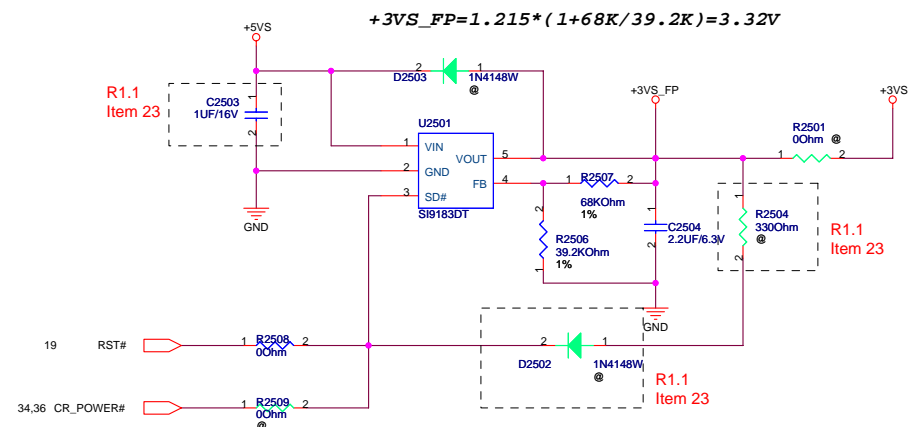 +3VS_FP=1.215*(1+68K/39.2K)=3.32V
+5VS
2
1
D2503
1N4148W
@
+3VS_FP
+3VS
R1.1
Item 23
C2503
1UF/16V
1
2
GND
U2501
1
VIN
2
GND
3
SD#
VOUT
5
FB
4
SI9183DT
R2501
0Ohm
@
1
2
1
R2507
2
68KOhm
1%
2
R2506
39.2KOhm
1%
1
1
C2504
2.2UF/6.3V
2
GND
1
R2504
330Ohm
@
2
R1.1
Item 23
19
RST#
1
R2508
2
0Ohm
34,36
CR_POWER#
1
R2509
2
0Ohm
@
2
1
D2502
1N4148W
@
R1.1
Item 23